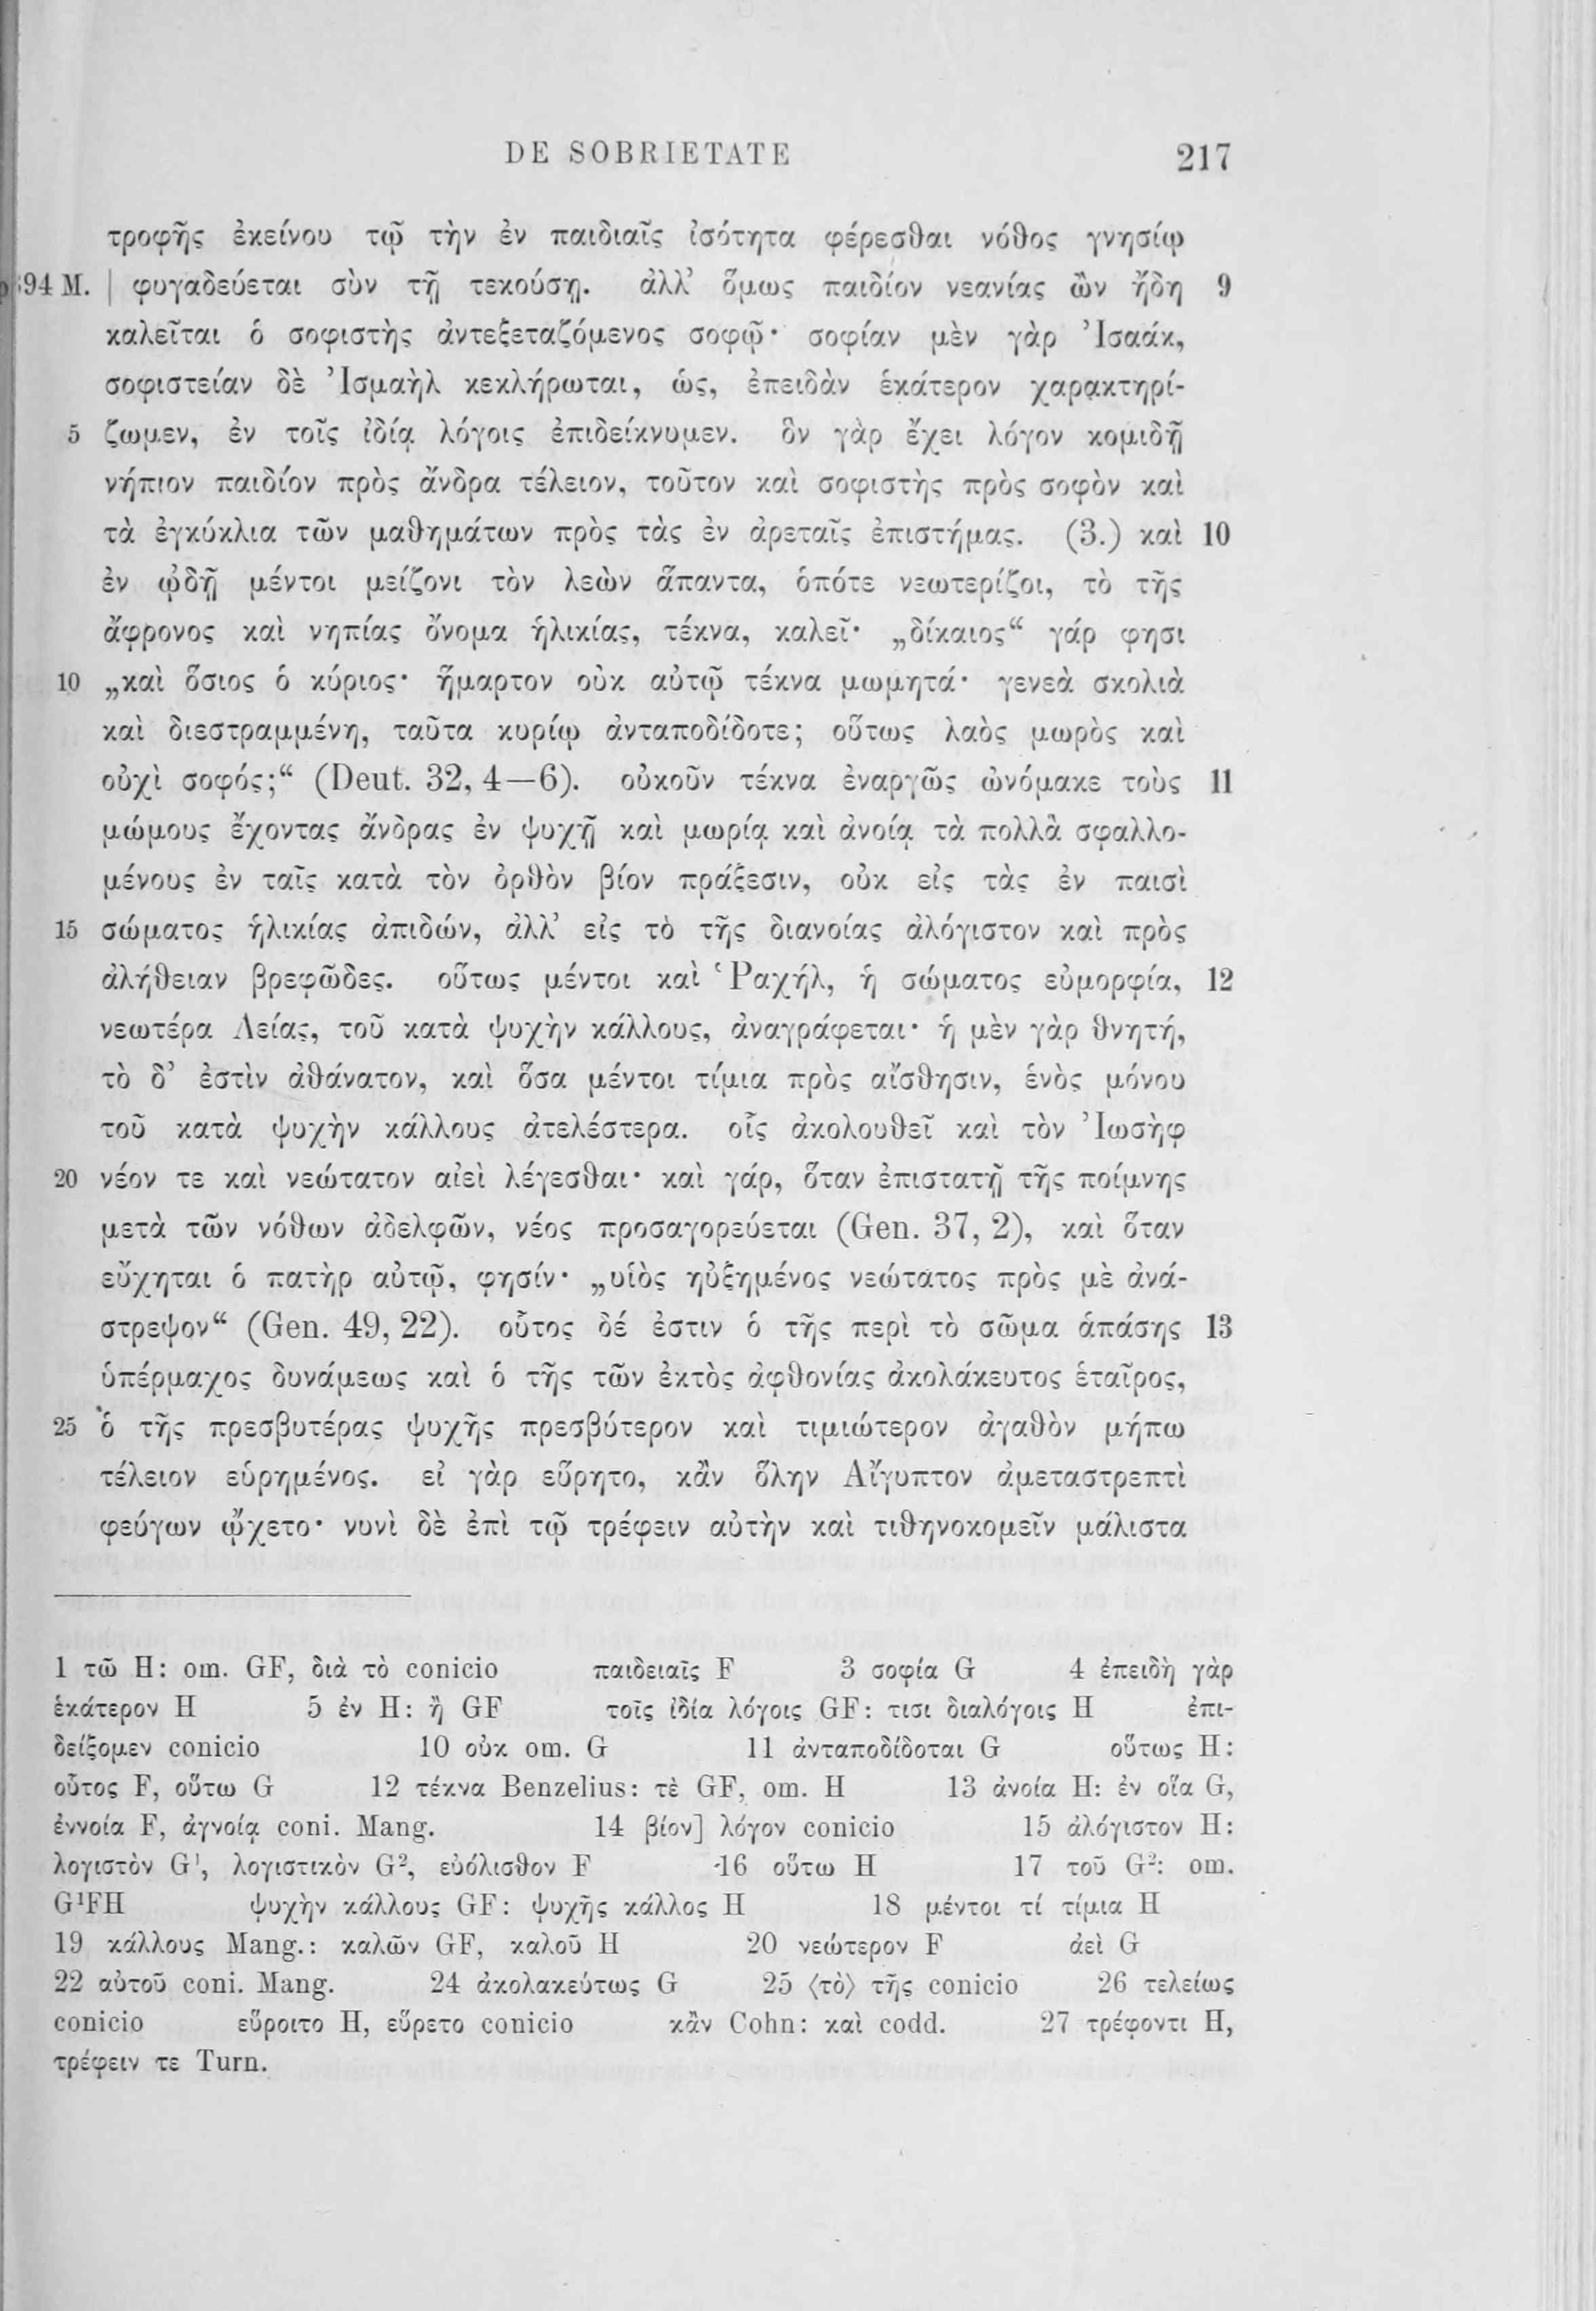 DE SOBRIETATE 217
τροφῆς ἐκείνου τῷ τὴν ἐν παιδιαῖς ἰσότητα φέρεσθαι νόθος γνησίῳ
94 M. | φυγαδεύεται σὺν τῇ τεκούσῃ. ἀλλ’ ὅμως παιδίον νεανίας ὢν ἤδη 9
καλεῖται ὁ σοφιστὴς ἀντεξεταζόμενος σοφῷ· σοφίαν μὲν γὰρ Ἰσαάκ,
σοφιστείαν δὲ Ἰσμαὴλ κεκλήρωται, ὡς, ἐπειδὰν ἑκάτερον χαρακτηρί-
5 ζωμεν, ἐν τοῖς ἰδίᾳ λόγοις ἐπιδείκνυμεν. ὃν γὰρ ἔχει λόγον κομιδῇ
νήπιον παιδίον πρὸς ἄνδρα τέλειον, τοῦτον καὶ σοφιστὴς πρὸς σοφὸν καὶ
τὰ ἐγκύκλια τῶν μαθημάτων πρὸς τὰς ἐν ἀρεταῖς ἐπιστήμας. (3.) καὶ 10
ἐν ᾠδῇ μέντοι μείζονι τὸν λεὼν ἅπαντα, ὁπότε νεωτερίζοι, τὸ τῆς
ἄφρονος καὶ νηπίας ὄνομα ἡλικίας, τέκνα, καλεῖ· „δίκαιος“ γάρ φησι
10 „καὶ ὅσιος ὁ κύριος· ἥμαρτον οὐκ αὐτῷ τέκνα μωμητά· γενεὰ σκολιὰ
καὶ διεστραμμένη, ταῦτα κυρίῳ ἀνταποδίδοτε; οὕτως λαὸς μωρὸς καὶ
οὐχὶ σοφός;“ (Deut. 32, 4—6). οὐκοῦν τέκνα ἐναργῶς ὠνόμακε τοὺς 11
μώμους ἔχοντας ἄνδρας ἐν ψυχῇ καὶ μωρίᾳ καὶ ἀνοίᾳ τὰ πολλὰ σφαλλο-
μένους ἐν ταῖς κατὰ τὸν ὀρθὸν βίον πράξεσιν, οὐκ εἰς τὰς ἐν παισὶ
15 σώματος ἡλικίας ἀπιδών, ἀλλ’ εἰς τὸ τῆς διανοίας ἀλόγιστον καὶ πρὸς
ἀλήθειαν βρεφῶδες. οὕτως μέντοι καὶ Ῥαχήλ, ἡ σώματος εὐμορφία, 12
νεωτέρα Λείας, τοῦ κατὰ ψυχὴν κάλλους, ἀναγράφεται· ἡ μὲν γὰρ θνητή,
τὸ δ’ ἐστὶν ἀθάνατον, καὶ ὅσα μέντοι τίμια πρὸς αἴσθησιν, ἑνὸς μόνου
τοῦ κατὰ ψυχὴν κάλλους ἀτελέστερα. οἷς ἀκολουθεῖ καὶ τὸν Ἰωσὴφ
20 νέον τε καὶ νεώτατον αἰεὶ λέγεσθαι· καὶ γάρ, ὅταν ἐπιστατῇ τῆς ποίμνης
μετὰ τῶν νόθων ἀδελφῶν, νέος προσαγορεύεται (Gen. 37, 2), καὶ ὅταν
εὔχηται ὁ πατὴρ αὐτῷ, φησίν· „υἱὸς ηὐξημένος νεώτατος πρὸς μὲ ἀνά-
στρεψον“ (Gen. 49, 22). οὗτος δέ ἐστιν ὁ τῆς περὶ τὸ σῶμα ἁπάσης 13
ὑπέρμαχος δυνάμεως καὶ ὁ τῆς τῶν ἐκτὸς ἀφθονίας ἀκολάκευτος ἑταῖρος,
25 ὁ τῆς πρεσβυτέρας ψυχῆς πρεσβύτερον καὶ τιμιώτερον ἀγαθὸν μήπω
τέλειον εὑρημένος. εἰ γὰρ εὕρητο, κἂν ὅλην Αἴγυπτον ἀμεταστρεπτὶ
φεύγων ᾤχετο· νυνὶ δὲ ἐπὶ τῷ τρέφειν αὐτὴν καὶ τιθηνοκομεῖν μάλιστα
1 τῶ H: om. GF, διὰ τὸ conicio παιδειαῖς F 3 σοφία G 4 ἐπειδὴ γὰρ
ἑκάτερον H 5 ἐν H: ἢ GF τοῖς ἰδία λόγοις GF: τισι διαλόγοις H ἐπι-
δείξομεν conicio 10 οὐκ om. G 11 ἀνταποδίδοται G οὕτως H:
οὗτος F, οὕτω G 12 τέκνα Benzelius: τὲ GF, om. H 13 ἀνοία H: ἐν οἵα G,
ἐννοία F, ἀγνοίᾳ coni. Mang. 14 βίον] λόγον conicio 15 ἀλόγιστον H:
λογιστὸν G¹, λογιστικὸν G², εὐόλισθον F 16 οὕτω H 17 τοῦ G²: om.
G¹FH ψυχὴν κάλλους GF: ψυχῆς κάλλος H 18 μέντοι τί τίμια H
19 κάλλους Mang.: καλῶν GF, καλοῦ H 20 νεώτερον F ἀεὶ G
22 αὐτοῦ coni. Mang. 24 ἀκολακεύτως G 25 ⟨τὸ⟩ τῆς conicio 26 τελείως
conicio εὕροιτο H, εὕρετο conicio κἂν Cohn: καὶ codd. 27 τρέφοντι H,
τρέφειν τε Turn.